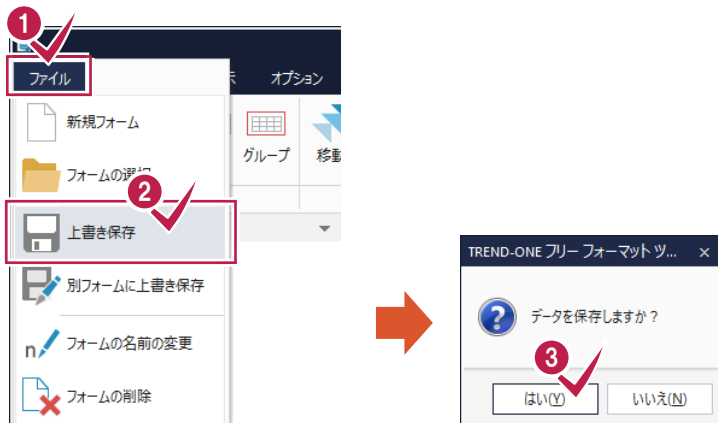 1
ファイル
オプション
新規フォーム
グループ
移動
フォームの選択
2
上書き保存
別フォームに上書き保存
n
フォームの名前の変更
フォームの削除
TREND-ONE フリー フォーマット ツ... ×
?
データを保存しますか？
3
はい(Y)
いいえ(N)